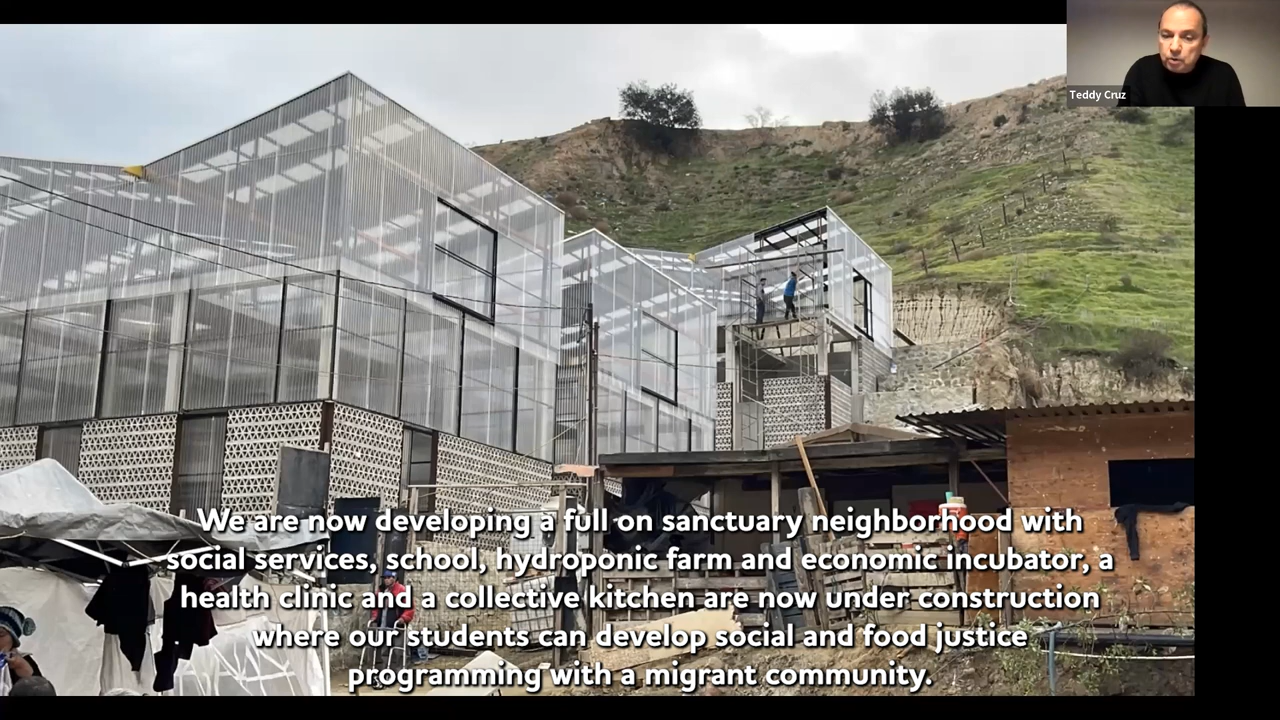 Teddy Cruz
We are now developing a full on sanctuary neighborhood with
social services, school, hydroponic farm and economic incubator, a
health clinic and a collective kitchen are now under construction
where our students can develop social and food justice
programming with a migrant community.